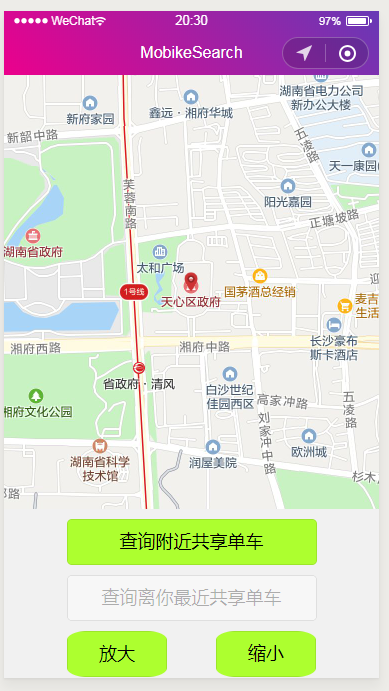 WeChat 20:30 97%
MobikeSearch
湖南省电力公司
新办公大楼
新府家园
鑫远·湘府华城
新韶中路
五凌路
天一康园
芙蓉南路
阳光嘉园
正塘坡路
湖南省政府
太和广场
迎
天心区政府
国茅酒总经销
1号线
麦吉
生活
长沙豪布
斯卡酒店
湘府西路
湘府中路
省政府·清风
白沙世纪
佳园西区
高家冲路
五凌路
湘府文化公园
刘家冲中路
湖南省科学
技术馆
润屋美院
欧洲城
杉木
路
查询附近共享单车
查询离你最近共享单车
放大
缩小